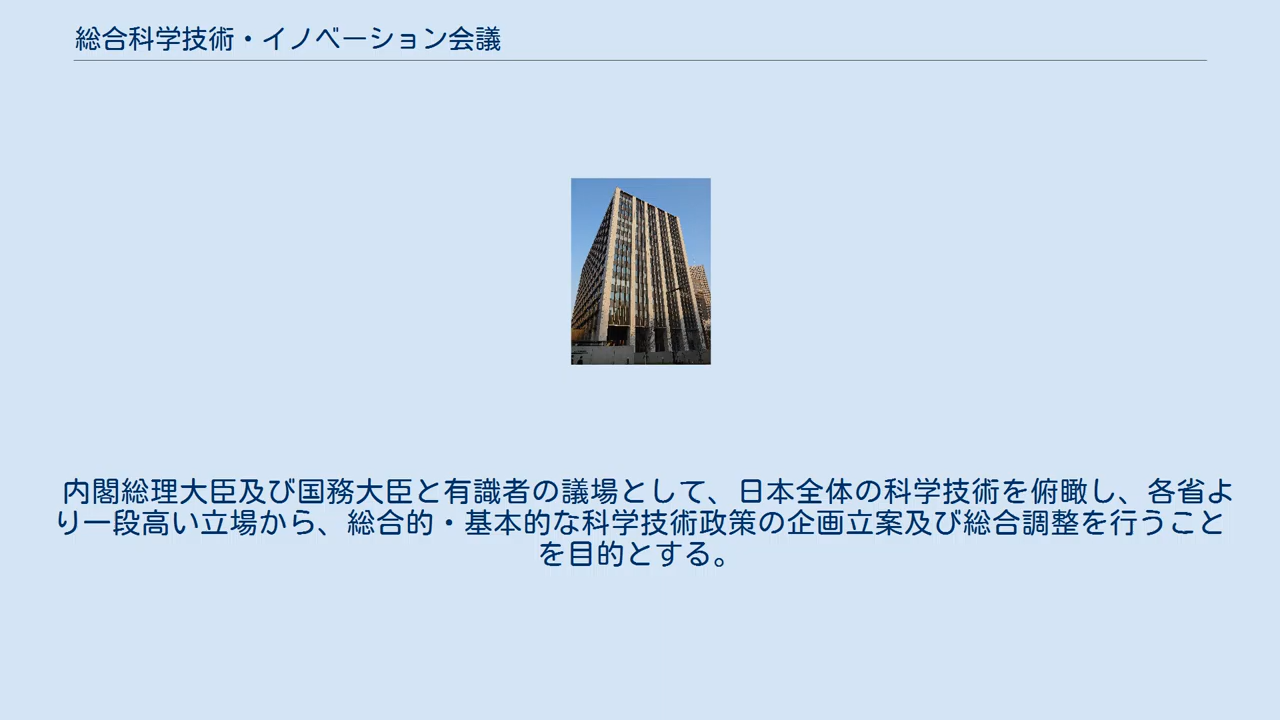 総合科学技術・イノベーション会議
内閣総理大臣及び国務大臣と有識者の議場として、日本全体の科学技術を俯瞰し、各省よ
り一段高い立場から、総合的・基本的な科学技術政策の企画立案及び総合調整を行うこと
を目的とする。